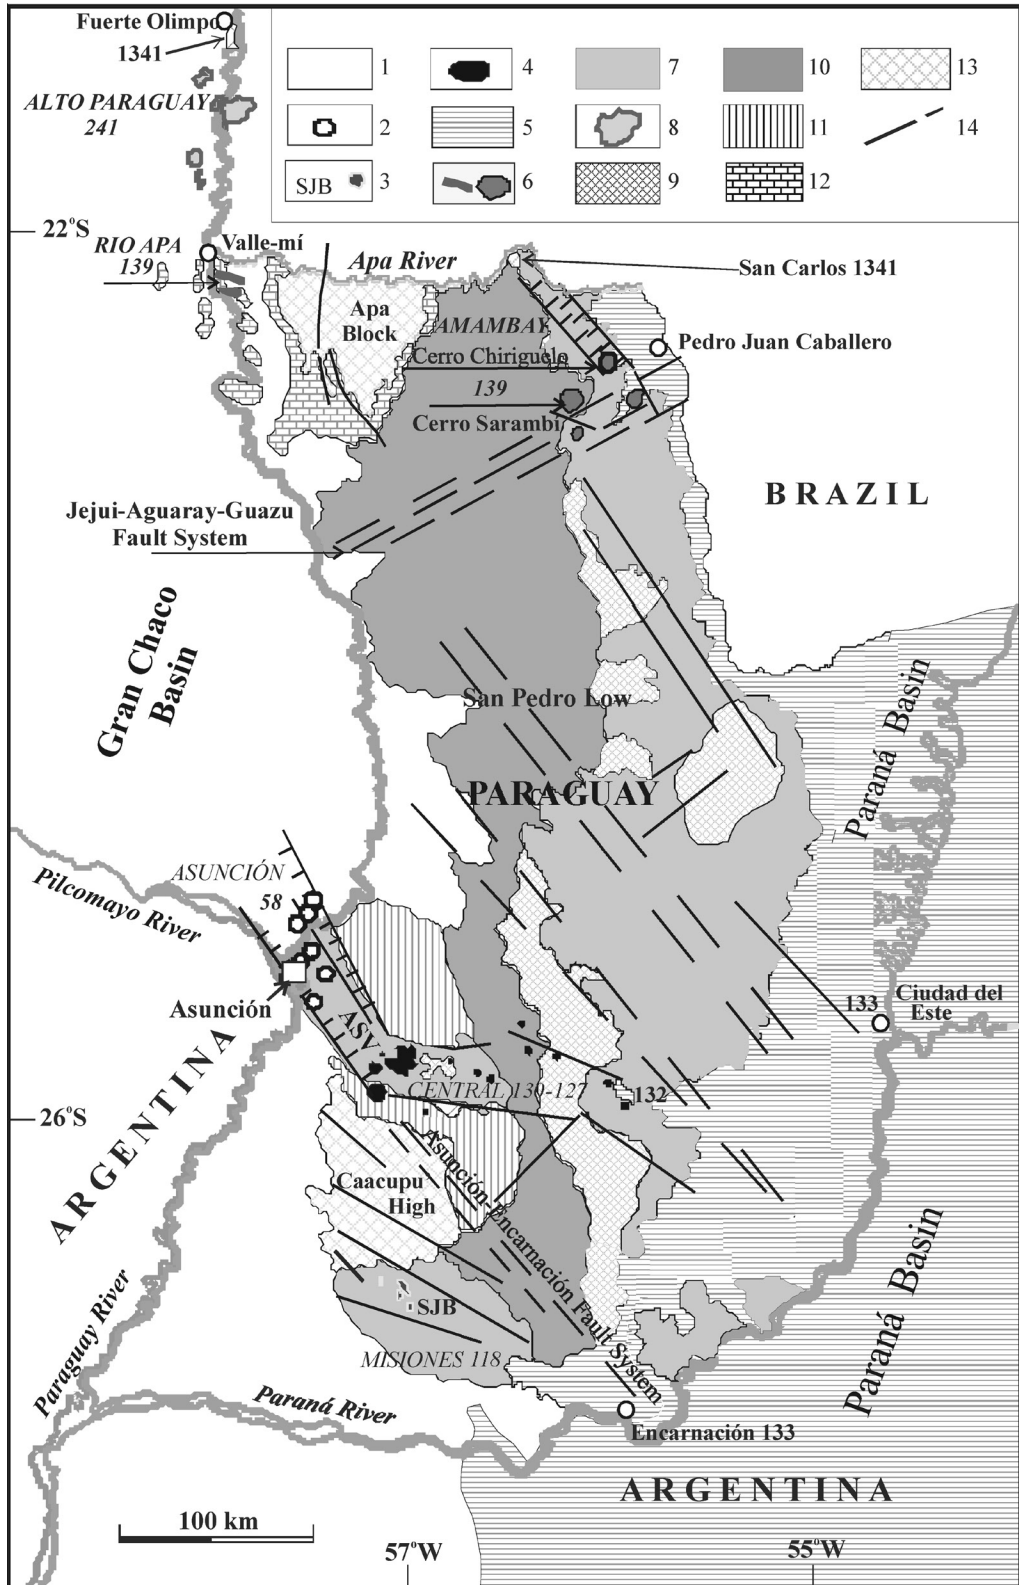 Fuerte Olimpo
1341
ALTO PARAGUAY
241
1
4
7
10
13
2
5
8
11
14
SJB
3
6
9
12
22°S
RIO APA
139
Valle-mí
Apa River
San Carlos 1341
Apa
Block
AMAMBAY
Pedro Juan Caballero
Cerro Chiriguelo
139
Cerro Sarambí
BRAZIL
Jejui-Aguaray-Guazu
Fault System
Gran Chaco
Basin
San Pedro Low
Paraná Basin
PARAGUAY
ASUNCIÓN
58
Pilcomayo River
Asunción
ASV
133
Ciudad del
Este
CENTRAL 130-127
132
26°S
ARGENTINA
Asunción-Encarnación Fault System
Caacupu
High
Paraná Basin
SJB
Paraguay River
MISIONES 118
Paraná River
Encarnación 133
ARGENTINA
100 km
57°W
55°W